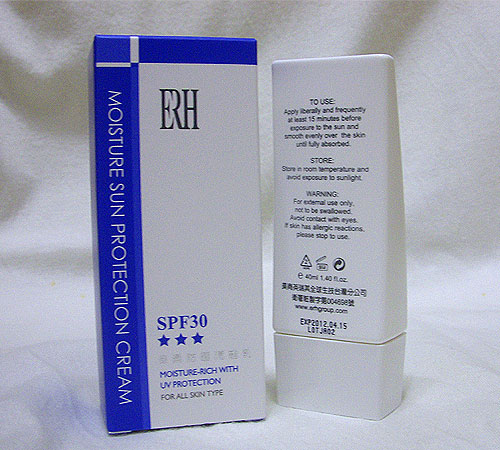 MOISTURE SUN PROTECTION CREAM
ERH
SPF30
MOISTURE-RICH WITH
UV PROTECTION
FOR ALL SKIN TYPE
TO USE:
Apply liberally and frequently
at least 15 minutes before
exposure to the sun and
smooth evenly over the skin
until fully absorbed.
STORE:
Store in room temperature and
avoid exposure to sunlight.
WARNING:
For external use only,
not to be swallowed.
Avoid contact with eyes.
If skin has allergic reactions,
please stop to use.
e 40ml 1.40 fl.oz.
www.erhgroup.com
EXP2012.04.15
LOTJR02